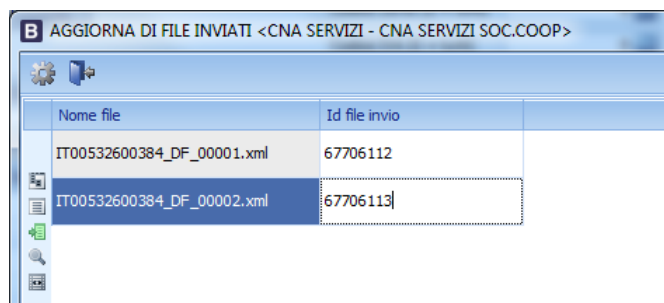 B AGGIORNA DI FILE INVIATI <CNA SERVIZI - CNA SERVIZI SOC.COOP>
Nome file Id file invio
IT00532600384_DF_00001.xml 67706112
IT00532600384_DF_00002.xml 67706113